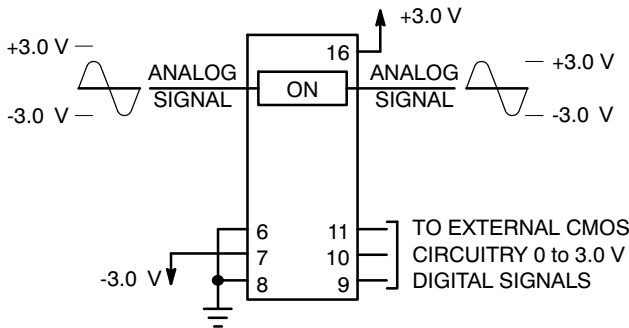 +3.0 V
16
+3.0 V
-3.0 V
ANALOG
SIGNAL
ON
ANALOG
SIGNAL
+3.0 V
-3.0 V
6
7
8
-3.0 V
11
10
9
TO EXTERNAL CMOS
CIRCUITRY 0 to 3.0 V
DIGITAL SIGNALS